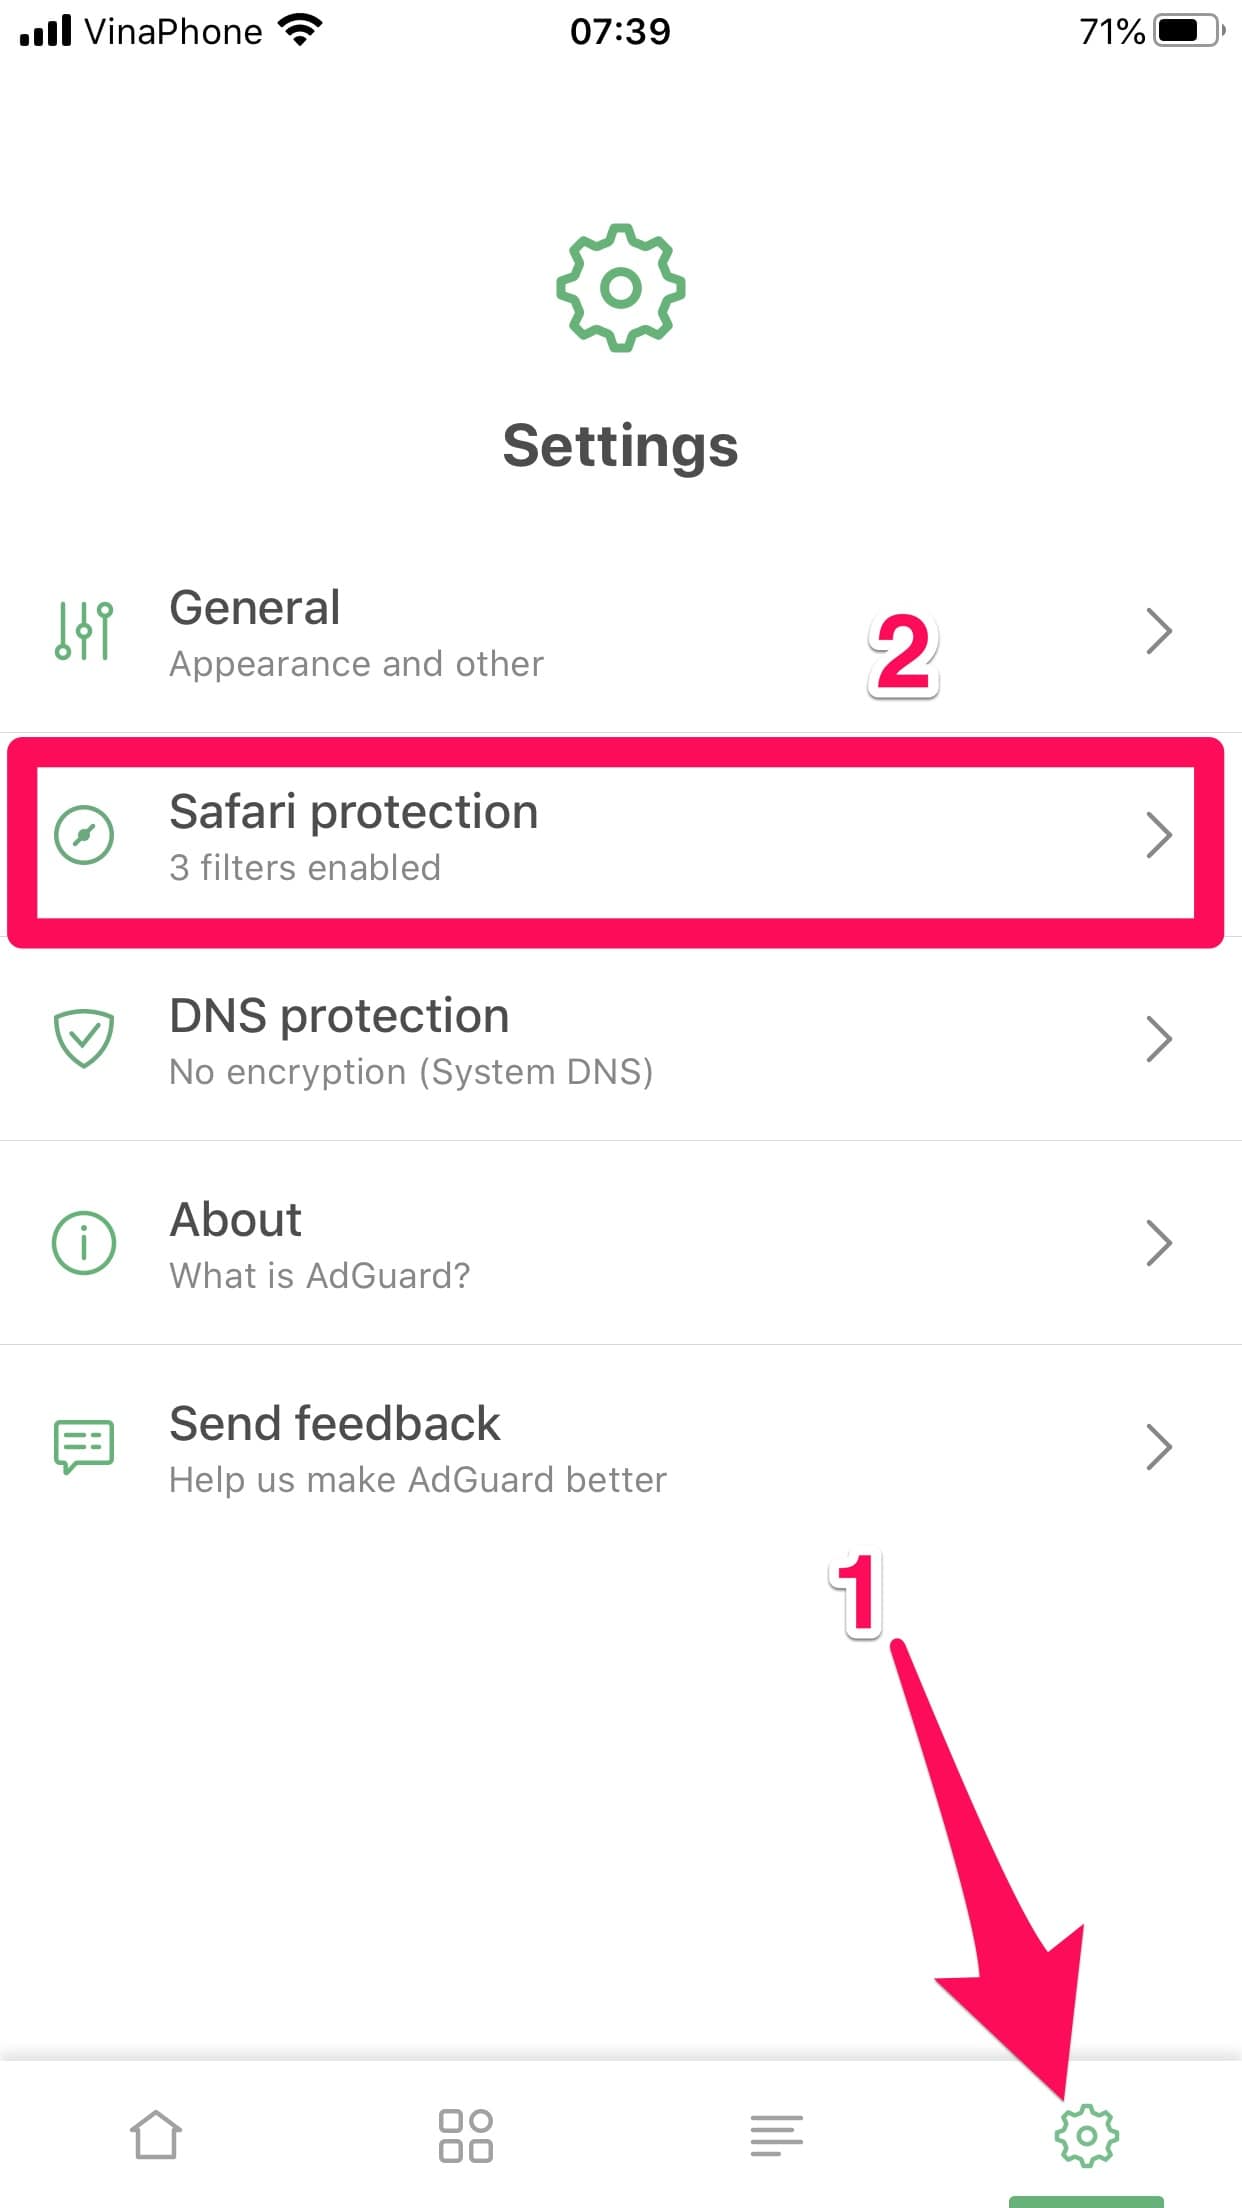 VinaPhone 07:39 71%
Settings
General
Appearance and other
2
Safari protection
3 filters enabled
DNS protection
No encryption (System DNS)
About
What is AdGuard?
Send feedback
Help us make AdGuard better
1